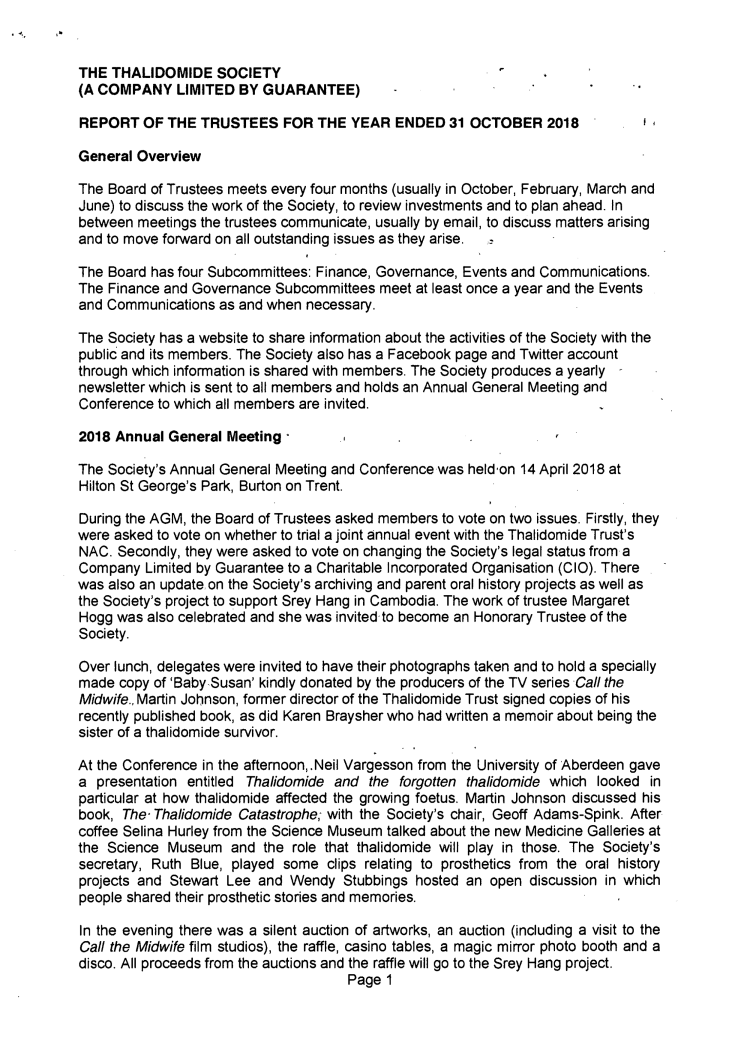 THE THALIDOMIDE SOCIETY
(A COMPANY LIMITED BY GUARANTEE)
REPORT OF THE TRUSTEES FOR THE YEAR ENDED 31 OCTOBER 2018
General Overview
The Board of Trustees meets every four months (usually in October, February, March and
June) to discuss the work of the Society, to review investments and to plan ahead. In
between meetings the trustees communicate, usually by email, to discuss matters arising
and to move forward on all outstanding issues as they arise.
The Board has four Subcommittees: Finance, Governance, Events and Communications.
The Finance and Governance Subcommittees meet at least once a year and the Events
and Communications as and when necessary.
The Society has a website to share information about the activities of the Society with the
public and its members. The Society also has a Facebook page and Twitter account
through which information is shared with members. The Society produces a yearly
newsletter which is sent to all members and holds an Annual General Meeting and
Conference to which all members are invited.
2018 Annual General Meeting
The Society's Annual General Meeting and Conference was held on 14 April 2018 at
Hilton St George's Park, Burton on Trent.
During the AGM, the Board of Trustees asked members to vote on two issues. Firstly, they
were asked to vote on whether to trial a joint annual event with the Thalidomide Trust's
NAC. Secondly, they were asked to vote on changing the Society's legal status from a
Company Limited by Guarantee to a Charitable Incorporated Organisation (CIO). There
was also an update on the Society's archiving and parent oral history projects as well as
the Society's project to support Srey Hang in Cambodia. The work of trustee Margaret
Hogg was also celebrated and she was invited to become an Honorary Trustee of the
Society.
Over lunch, delegates were invited to have their photographs taken and to hold a specially
made copy of 'Baby Susan' kindly donated by the producers of the TV series Call the
Midwife. Martin Johnson, former director of the Thalidomide Trust signed copies of his
recently published book, as did Karen Braysher who had written a memoir about being the
sister of a thalidomide survivor.
At the Conference in the afternoon, Neil Vargesson from the University of Aberdeen gave
a presentation entitled Thalidomide and the forgotten thalidomide which looked in
particular at how thalidomide affected the growing foetus. Martin Johnson discussed his
book, The Thalidomide Catastrophe, with the Society's chair, Geoff Adams-Spink. After
coffee Selina Hurley from the Science Museum talked about the new Medicine Galleries at
the Science Museum and the role that thalidomide will play in those. The Society's
secretary, Ruth Blue, played some clips relating to prosthetics from the oral history
projects and Stewart Lee and Wendy Stubbings hosted an open discussion in which
people shared their prosthetic stories and memories.
In the evening there was a silent auction of artworks, an auction (including a visit to the
Call the Midwife film studios), the raffle, casino tables, a magic mirror photo booth and a
disco. All proceeds from the auctions and the raffle will go to the Srey Hang project.
Page 1